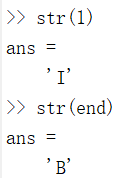 >> str(1)
ans =
'I'
>> str(end)
ans =
'B'